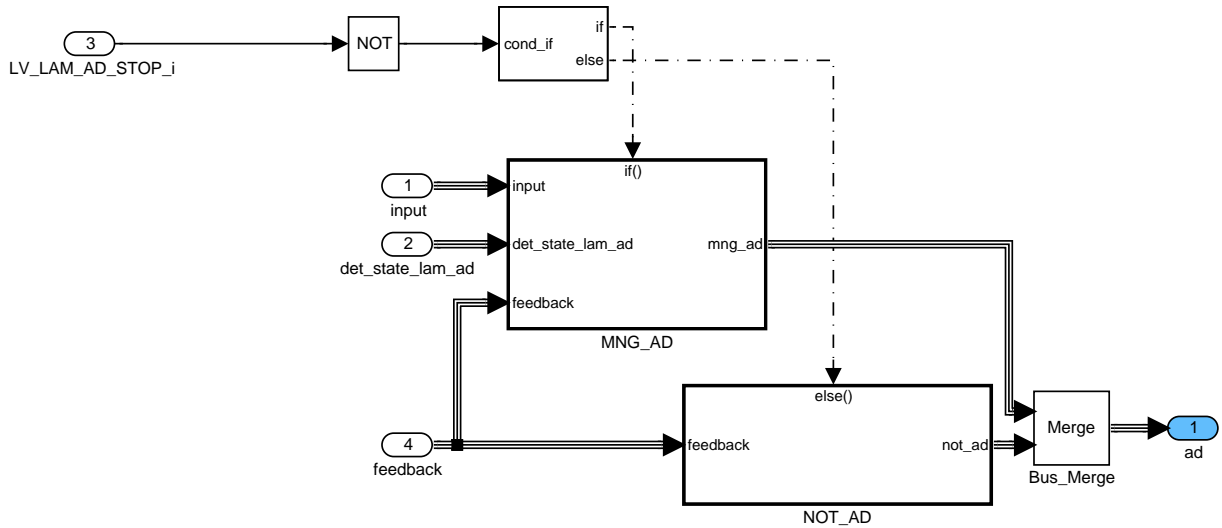 3
LV_LAM_AD_STOP_i
NOT
cond_if
if
else
if()
1
input
input
2
det_state_lam_ad
det_state_lam_ad
mng_ad
feedback
MNG_AD
else()
4
feedback
feedback
not_ad
NOT_AD
Merge
Bus_Merge
1
ad